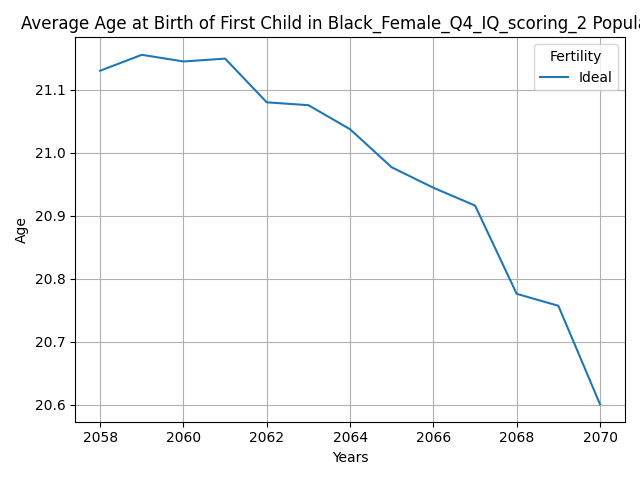 Average Age at Birth of First Child in Black_Female_Q4_IQ_scoring_2 Popula
Fertility
Ideal
21.1
21.0
20.9
20.8
20.7
20.6
Age
2058 2060 2062 2064 2066 2068 2070
Years